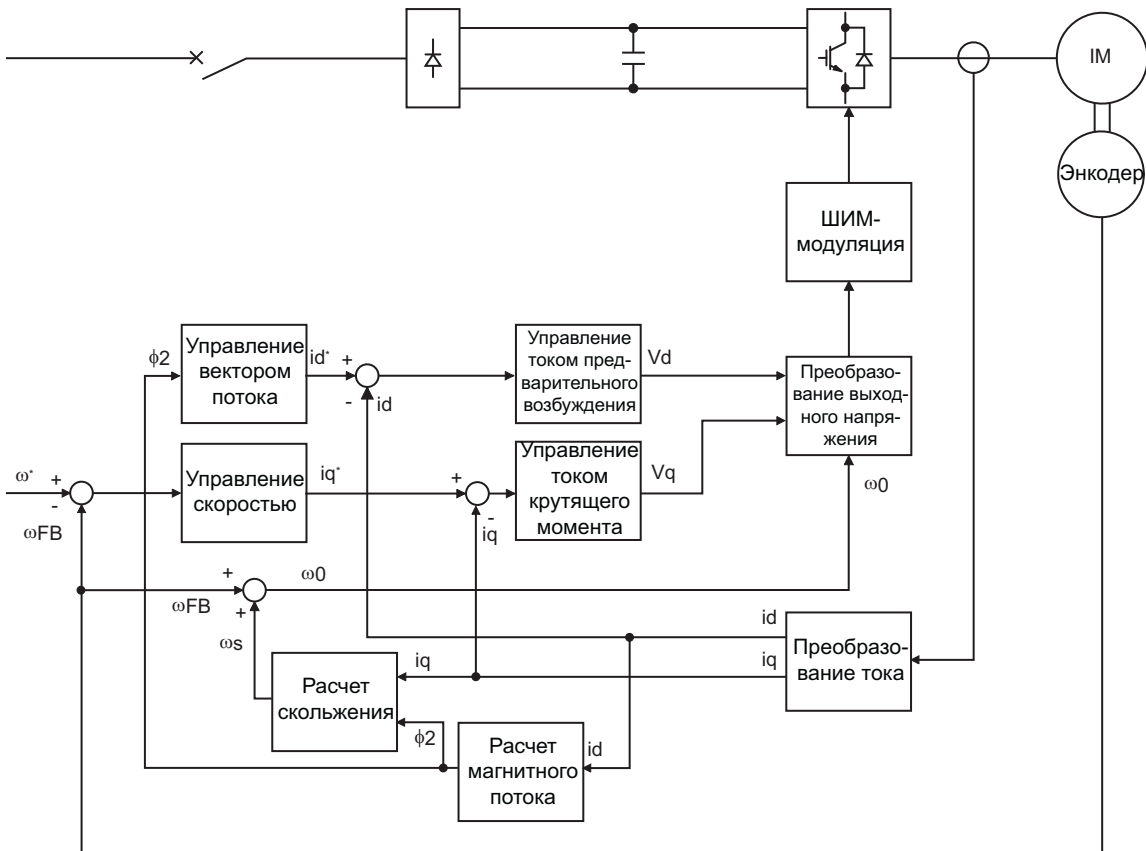 IM
Энкодер
ШИМ-
модуляция
ϕ2
Управление
вектором
потока
id*
+
-
id
Управление
током пред-
варительного
возбуждения
Vd
Преобразо-
вание выход-
ного напря-
жения
ω*
+
-
ωFB
Управление
скоростью
iq*
+
-
iq
Управление
током
крутящего
момента
Vq
ω0
+
ωFB
+
ω0
ωs
id
iq
Преобразо-
вание тока
iq
Расчет
скольжения
ϕ2
Расчет
магнитного
потока
id